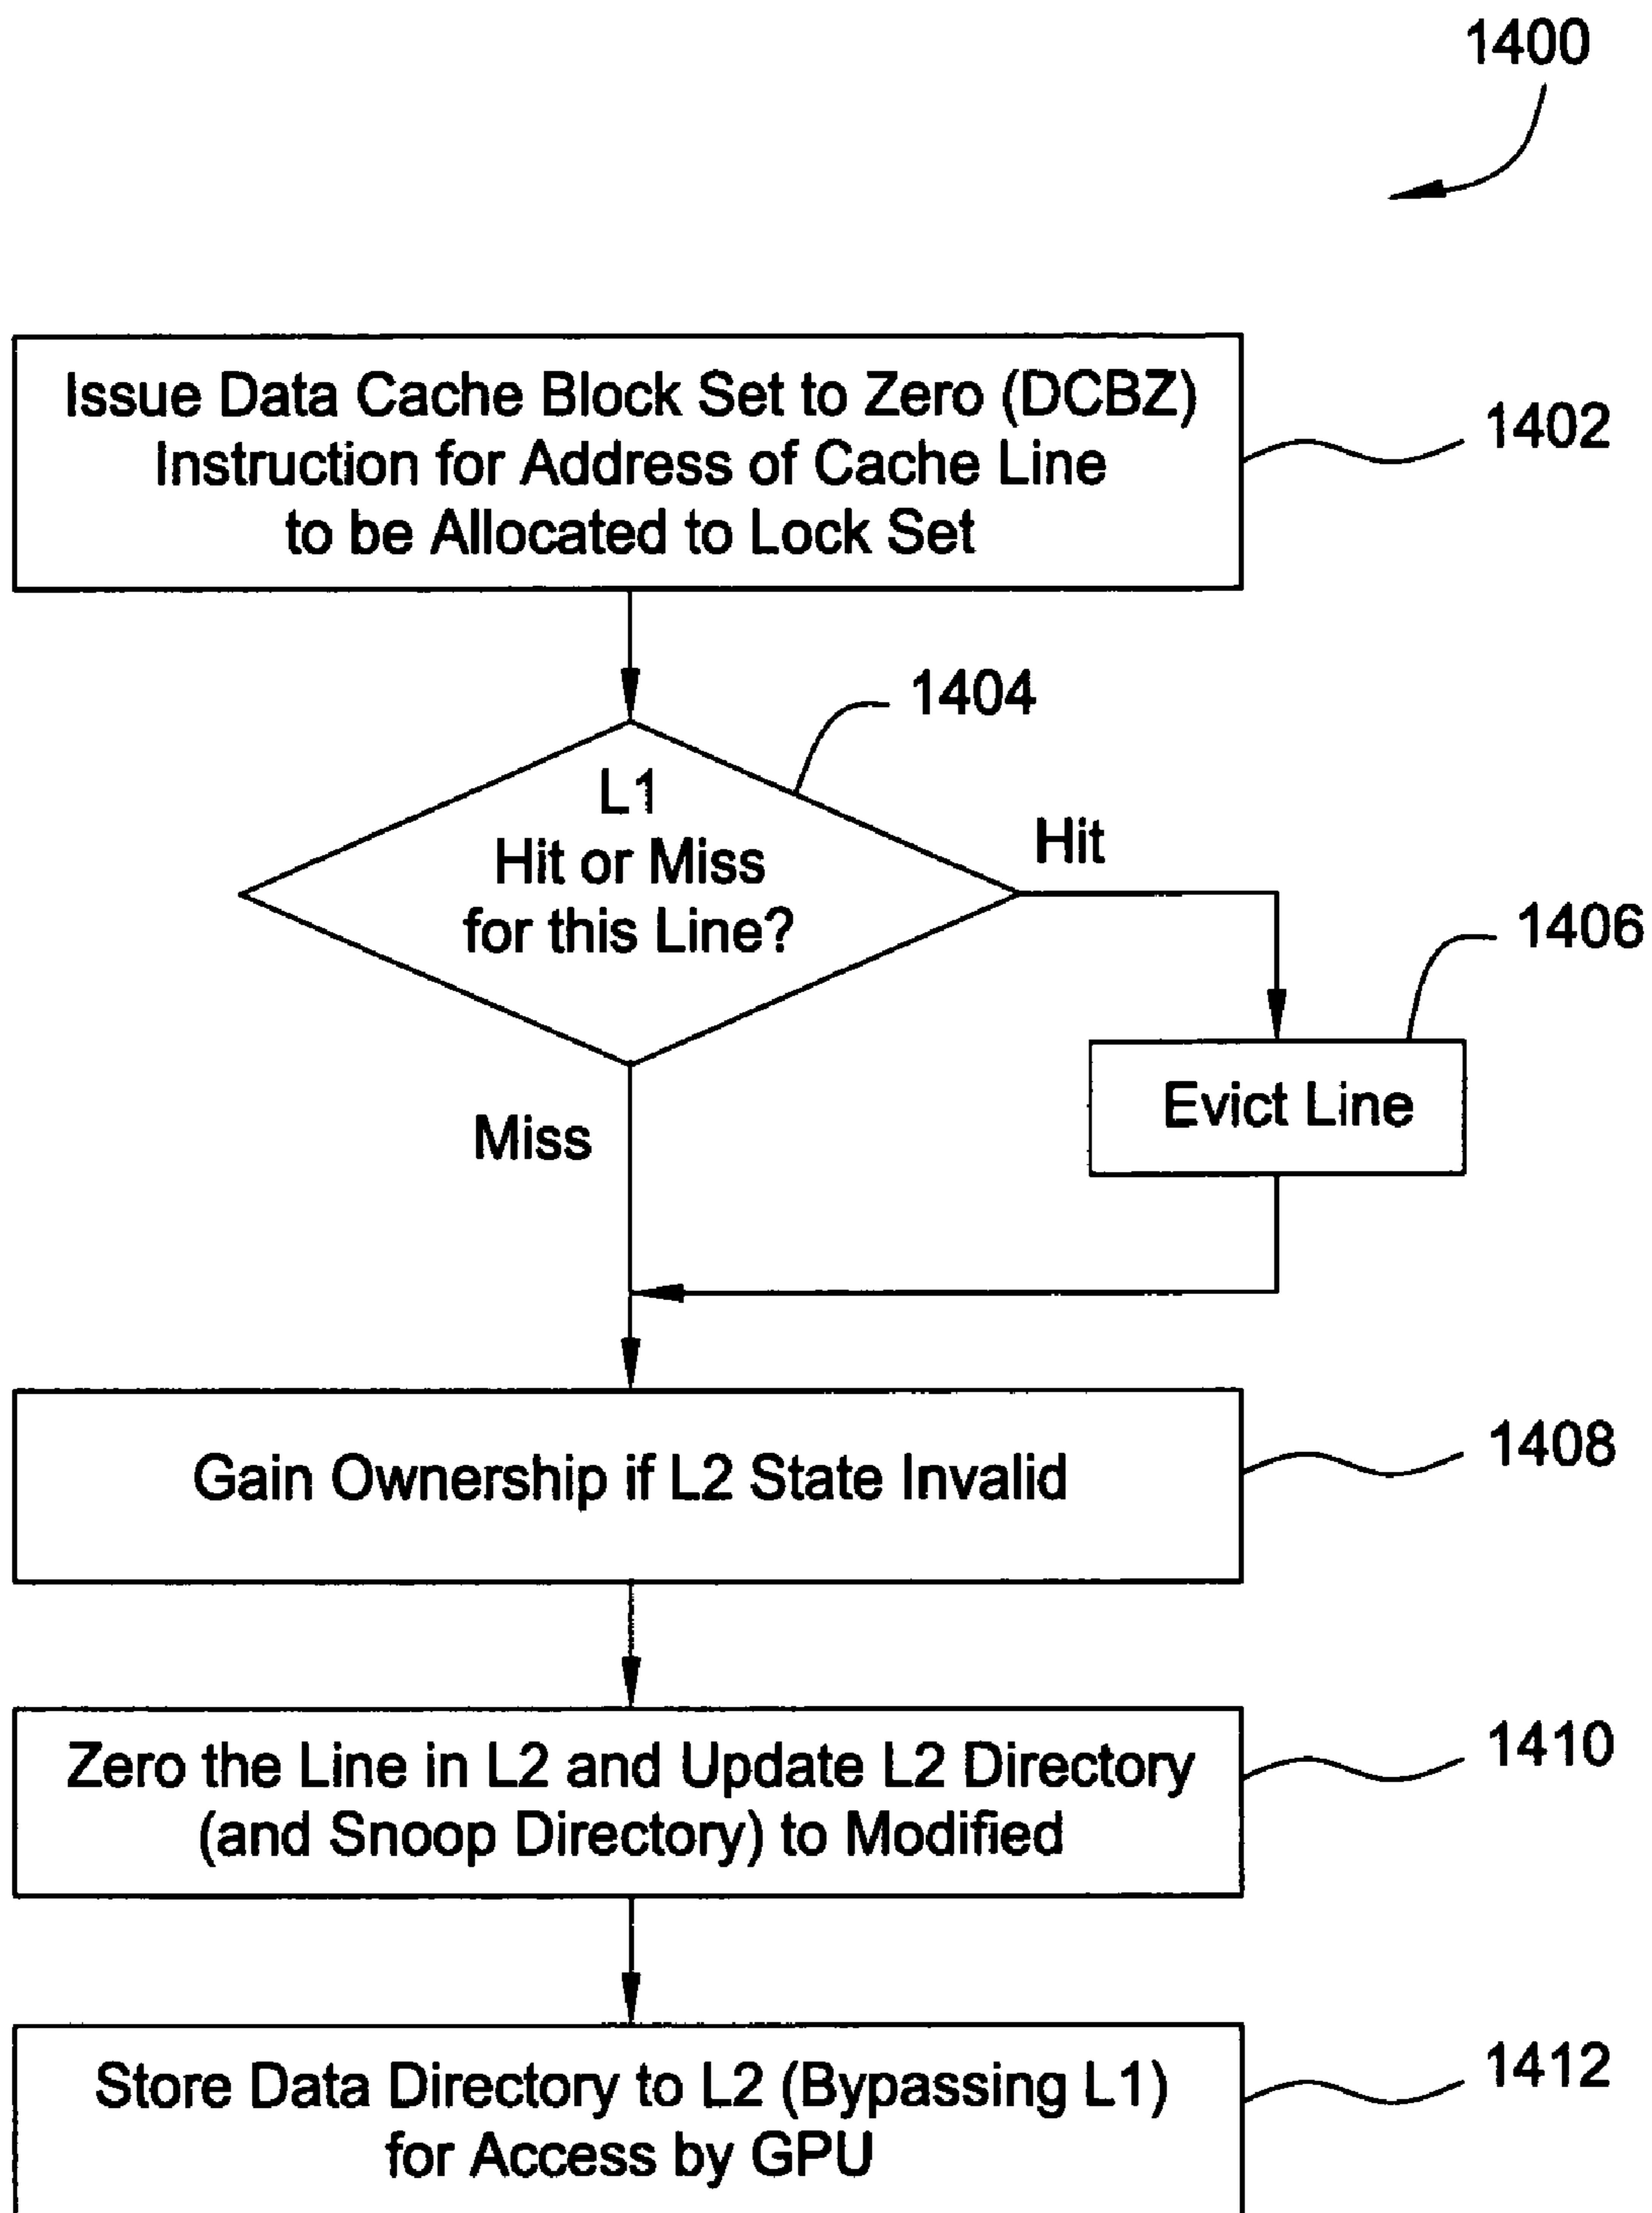 1400
Issue Data Cache Block Set to Zero (DCBZ)
Instruction for Address of Cache Line
to be Allocated to Lock Set
1402
1404
L1
Hit or Miss
for this Line?
Hit
1406
Evict Line
Miss
Gain Ownership if L2 State Invalid
1408
Zero the Line in L2 and Update L2 Directory
(and Snoop Directory) to Modified
1410
Store Data Directory to L2 (Bypassing L1)
for Access by GPU
1412